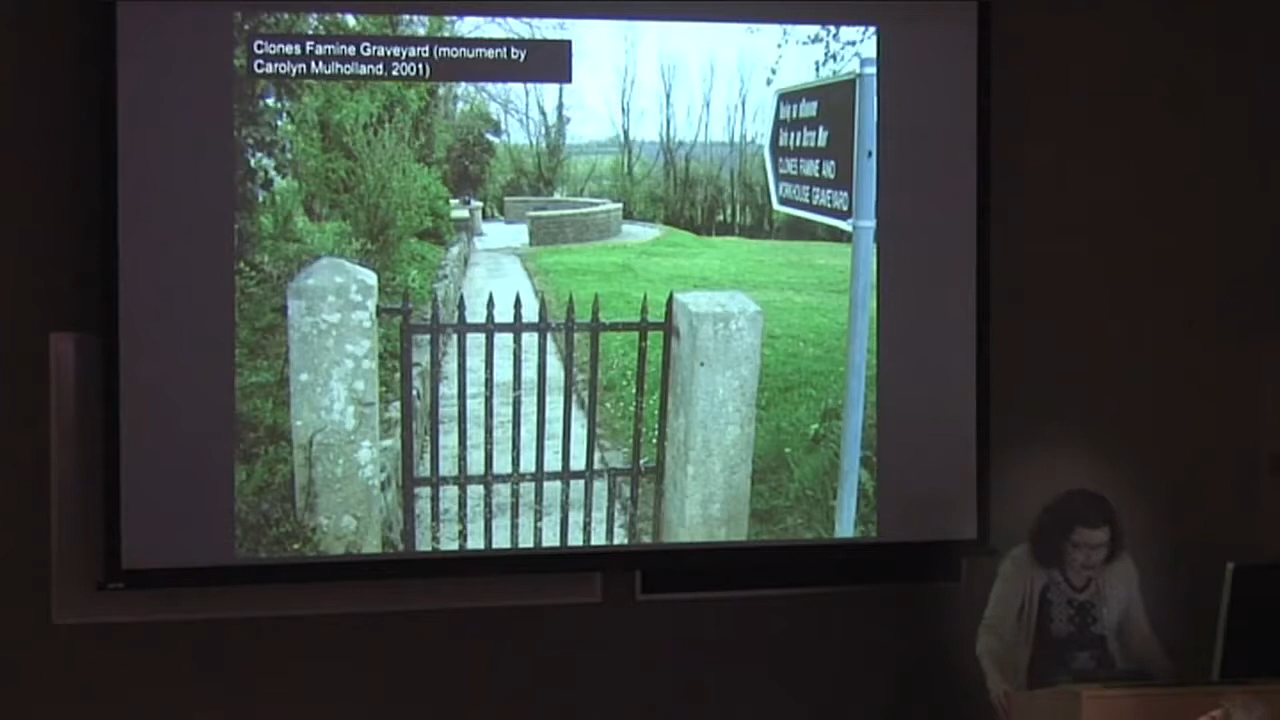 Clones Famine Graveyard (monument by
Carolyn Mulholland, 2001)
CLONES FAMINE AND
WORKHOUSE GRAVEYARD